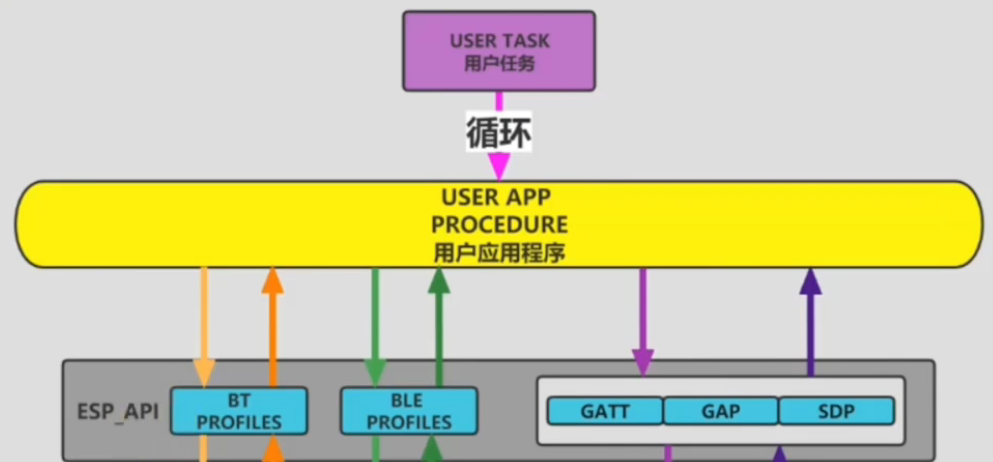 USER TASK
用户任务
循环
USER APP
PROCEDURE
用户应用程序
ESP_API
BT
PROFILES
BLE
PROFILES
GATT
GAP
SDP